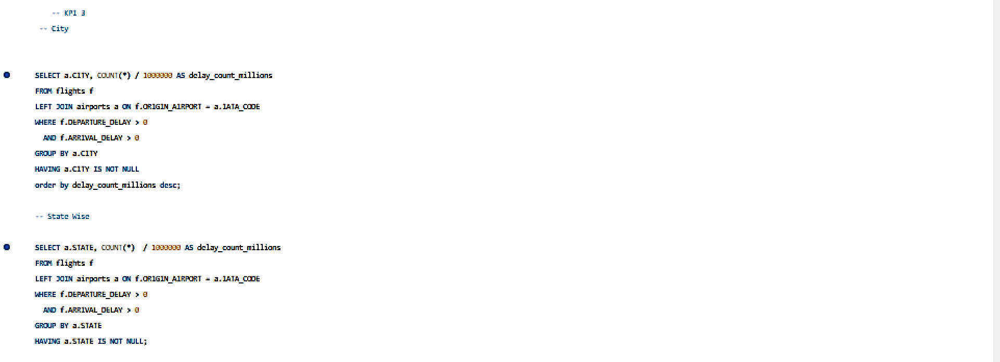 -- KPI 3
-- City
SELECT a.CITY, COUNT(*) / 1000000 AS delay_count_millions
FROM flights f
LEFT JOIN airports a ON f.ORIGIN_AIRPORT = a.IATA_CODE
WHERE f.DEPARTURE_DELAY > 0
AND f.ARRIVAL_DELAY > 0
GROUP BY a.CITY
HAVING a.CITY IS NOT NULL
order by delay_count_millions desc;
-- State Wise
SELECT a.STATE, COUNT(*)  / 1000000 AS delay_count_millions
FROM flights f
LEFT JOIN airports a ON f.ORIGIN_AIRPORT = a.IATA_CODE
WHERE f.DEPARTURE_DELAY > 0
AND f.ARRIVAL_DELAY > 0
GROUP BY a.STATE
HAVING a.STATE IS NOT NULL;